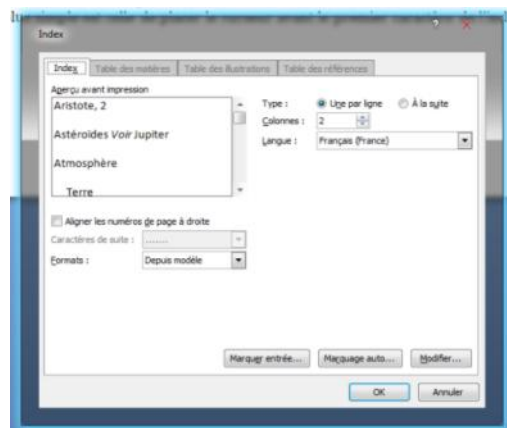 Index
Index
Table des matières
Table des illustrations
Table des références
Aperçu avant impression
Aristote, 2
Astéroïdes Voir Jupiter
Atmosphère
Terre
Type :
Une par ligne
À la suite
Colonnes :
2
Langue :
Français (France)
Aligner les numéros de page à droite
Caractères de suite :
.......
Formats :
Depuis modèle
Marquer entrée...
Marquage auto...
Modifier...
OK
Annuler